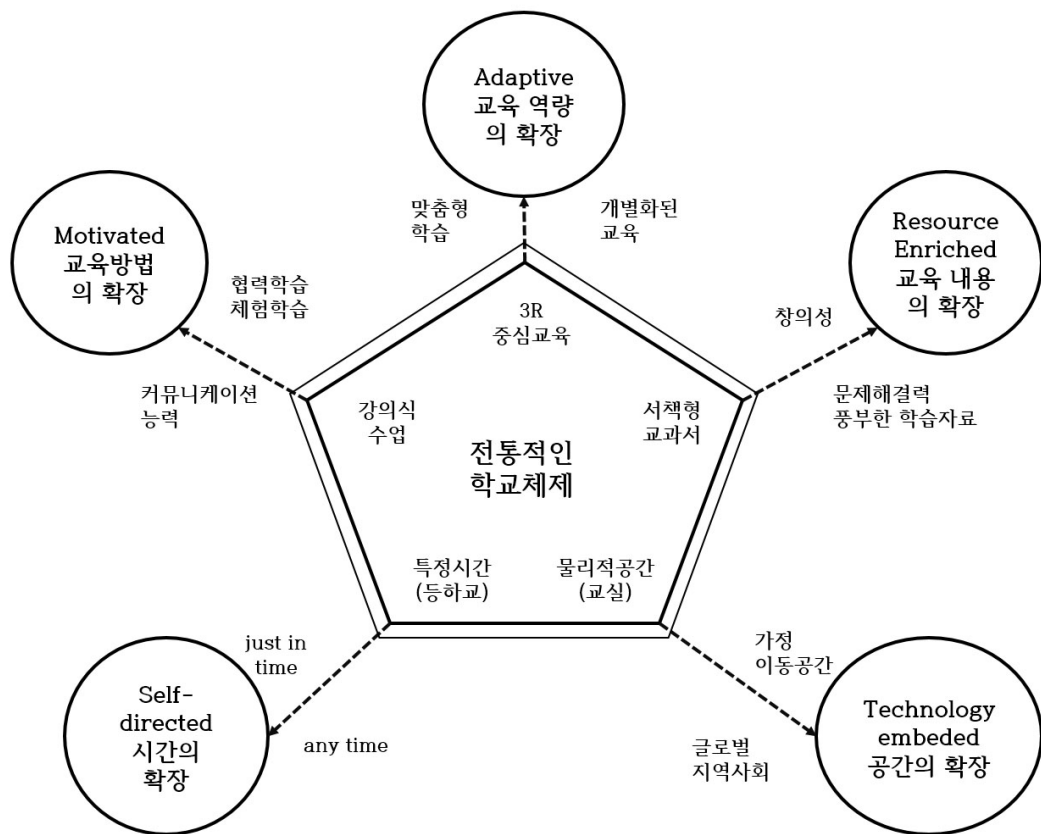 Adaptive
교육 역량
의 확장
Motivated
교육방법
의 확장
Resource
Enriched
교육 내용
의 확장
맞춤형
학습
개별화된
교육
협력학습
체험학습
3R
중심교육
창의성
커뮤니케이션
능력
강의식
수업
서책형
교과서
문제해결력
풍부한 학습자료
전통적인
학교체제
특정시간
(등하교)
물리적공간
(교실)
just in
time
가정
이동공간
Self-
directed
시간의
확장
any time
글로벌
지역사회
Technology
embeded
공간의 확장